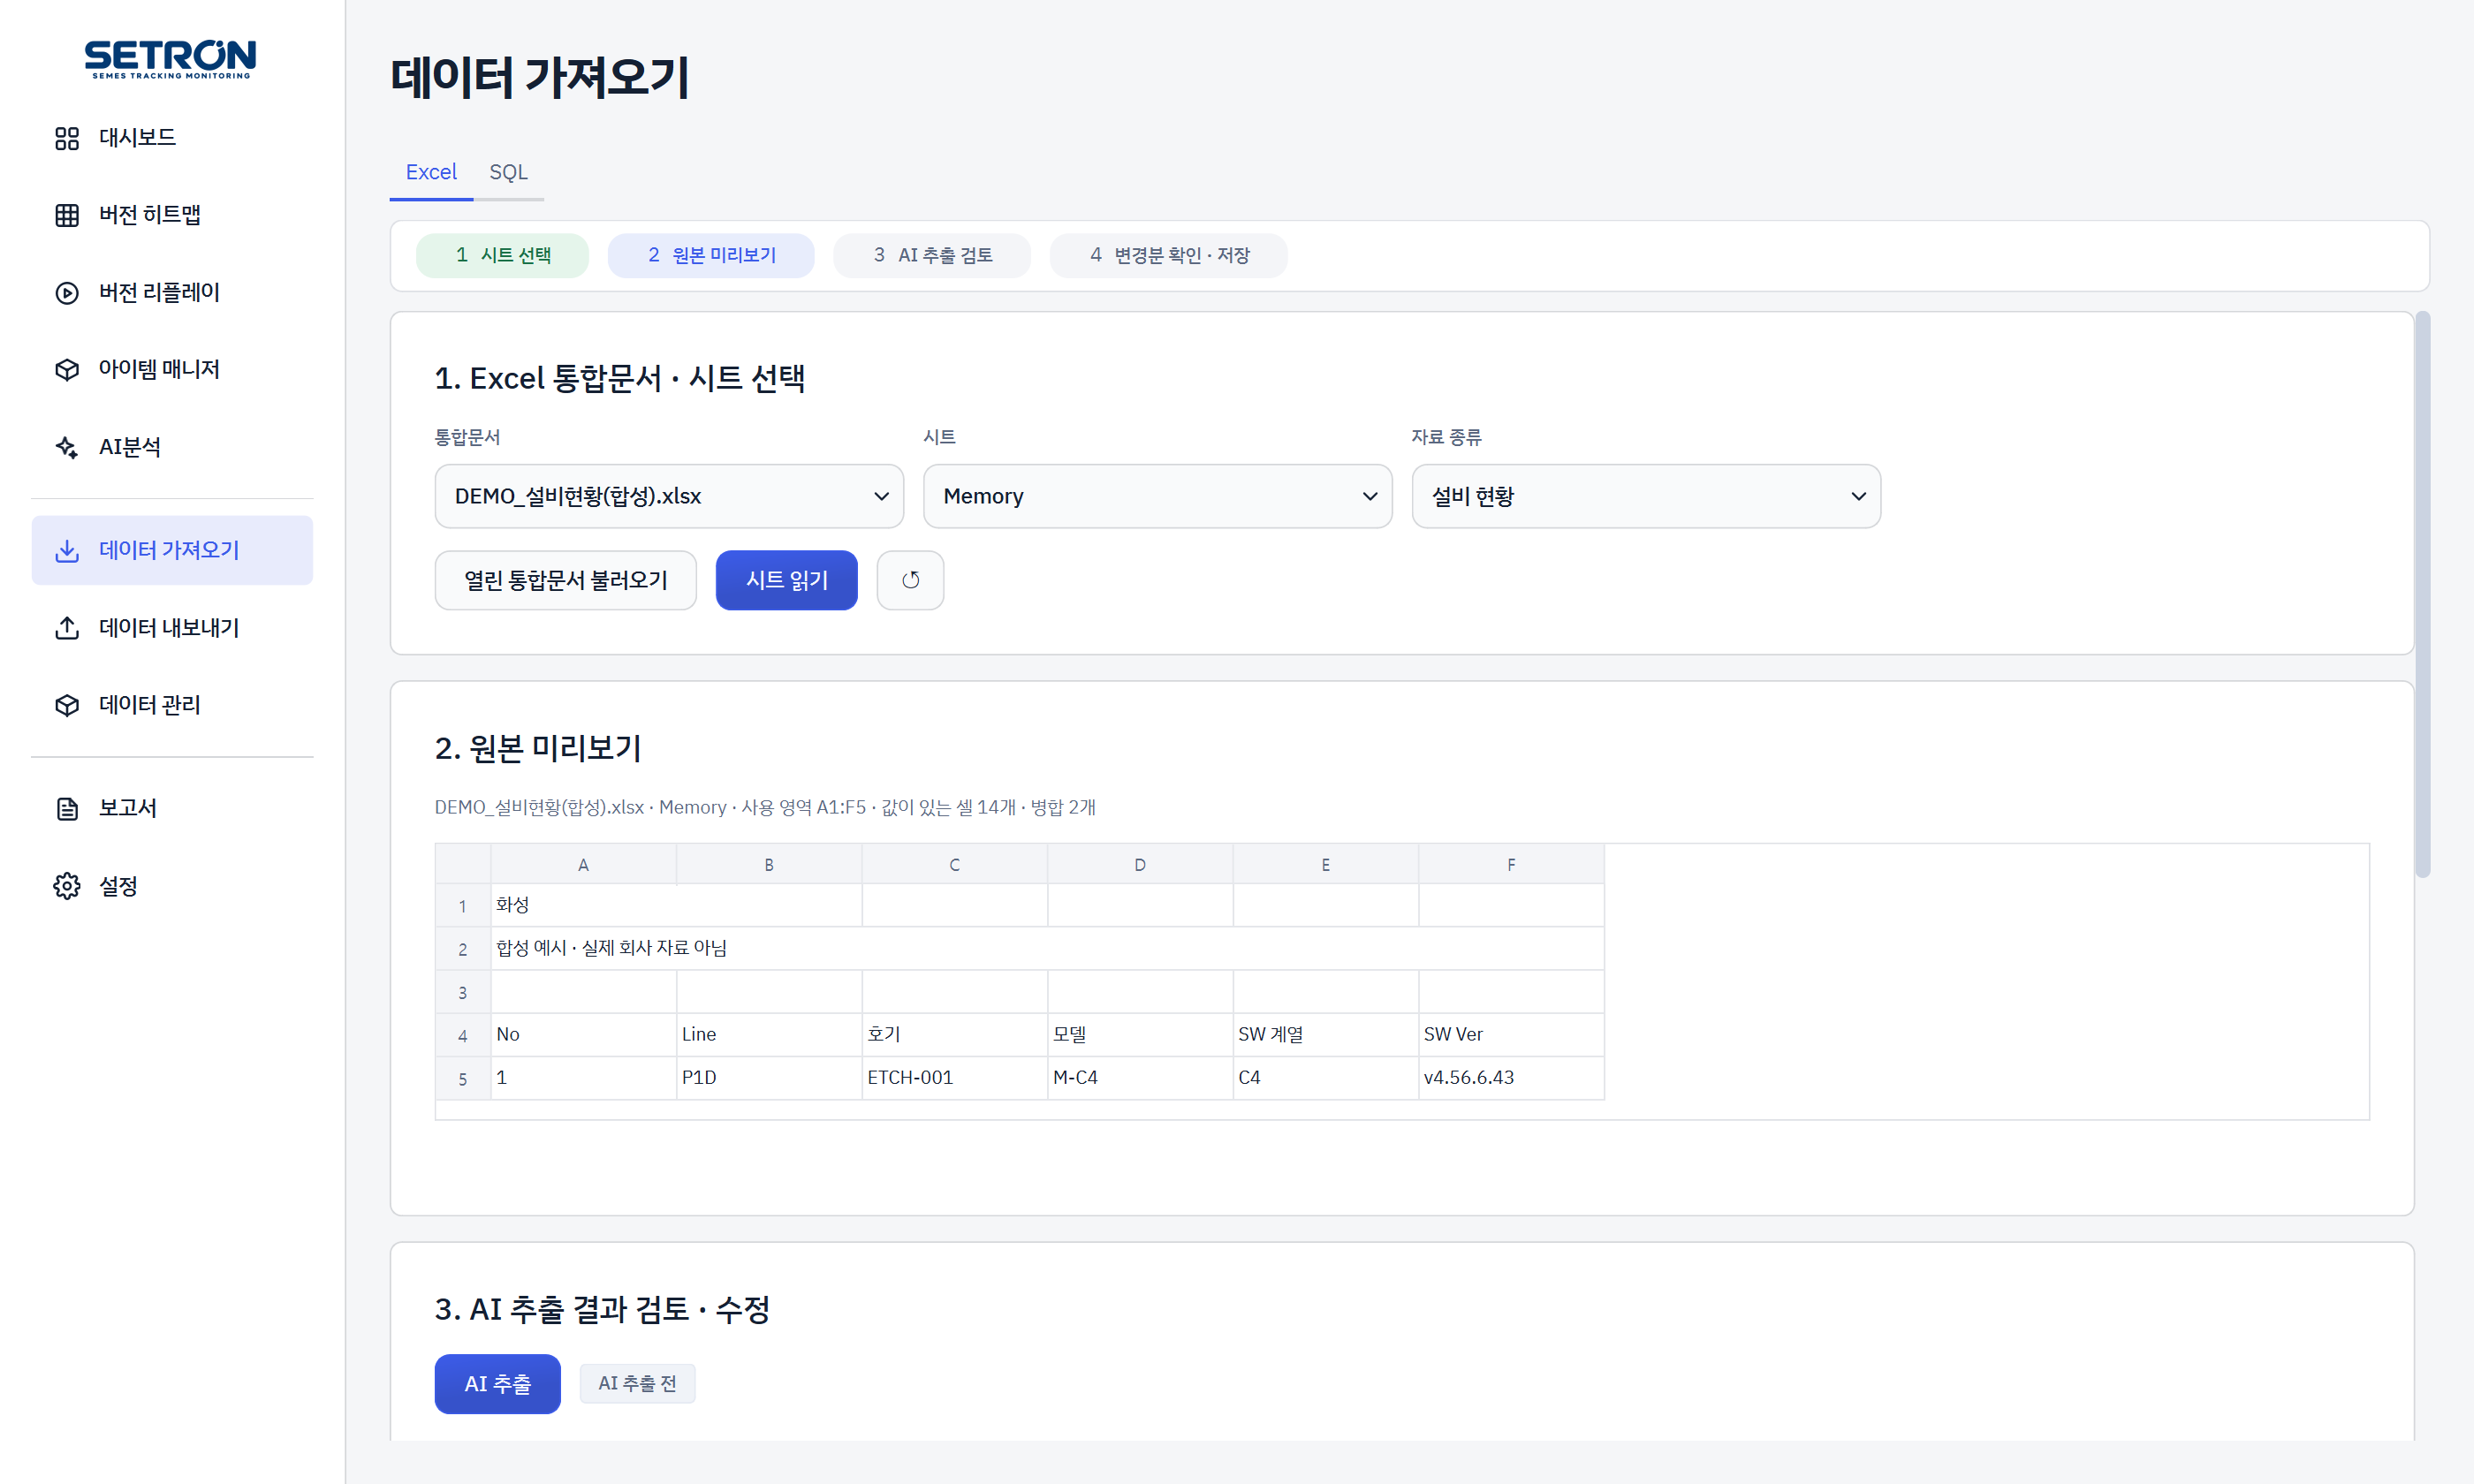 SETRON
SEMES TRACKING MONITORING
대시보드
버전 히트맵
버전 리플레이
아이템 매니저
AI분석
데이터 가져오기
데이터 내보내기
데이터 관리
보고서
설정
데이터 가져오기
Excel SQL
1 시트 선택 2 원본 미리보기 3 AI 추출 검토 4 변경분 확인 · 저장
1. Excel 통합문서 · 시트 선택
통합문서 시트 자료 종류
DEMO_설비현황(합성).xlsx Memory 설비 현황
열린 통합문서 불러오기 시트 읽기
2. 원본 미리보기
DEMO_설비현황(합성).xlsx · Memory · 사용 영역 A1:F5 · 값이 있는 셀 14개 · 병합 2개
A B C D E F
1 화성
2 합성 예시 · 실제 회사 자료 아님
3
4 No Line 호기 모델 SW 계열 SW Ver
5 1 P1D ETCH-001 M-C4 C4 v4.56.6.43
3. AI 추출 결과 검토 · 수정
AI 추출 AI 추출 전